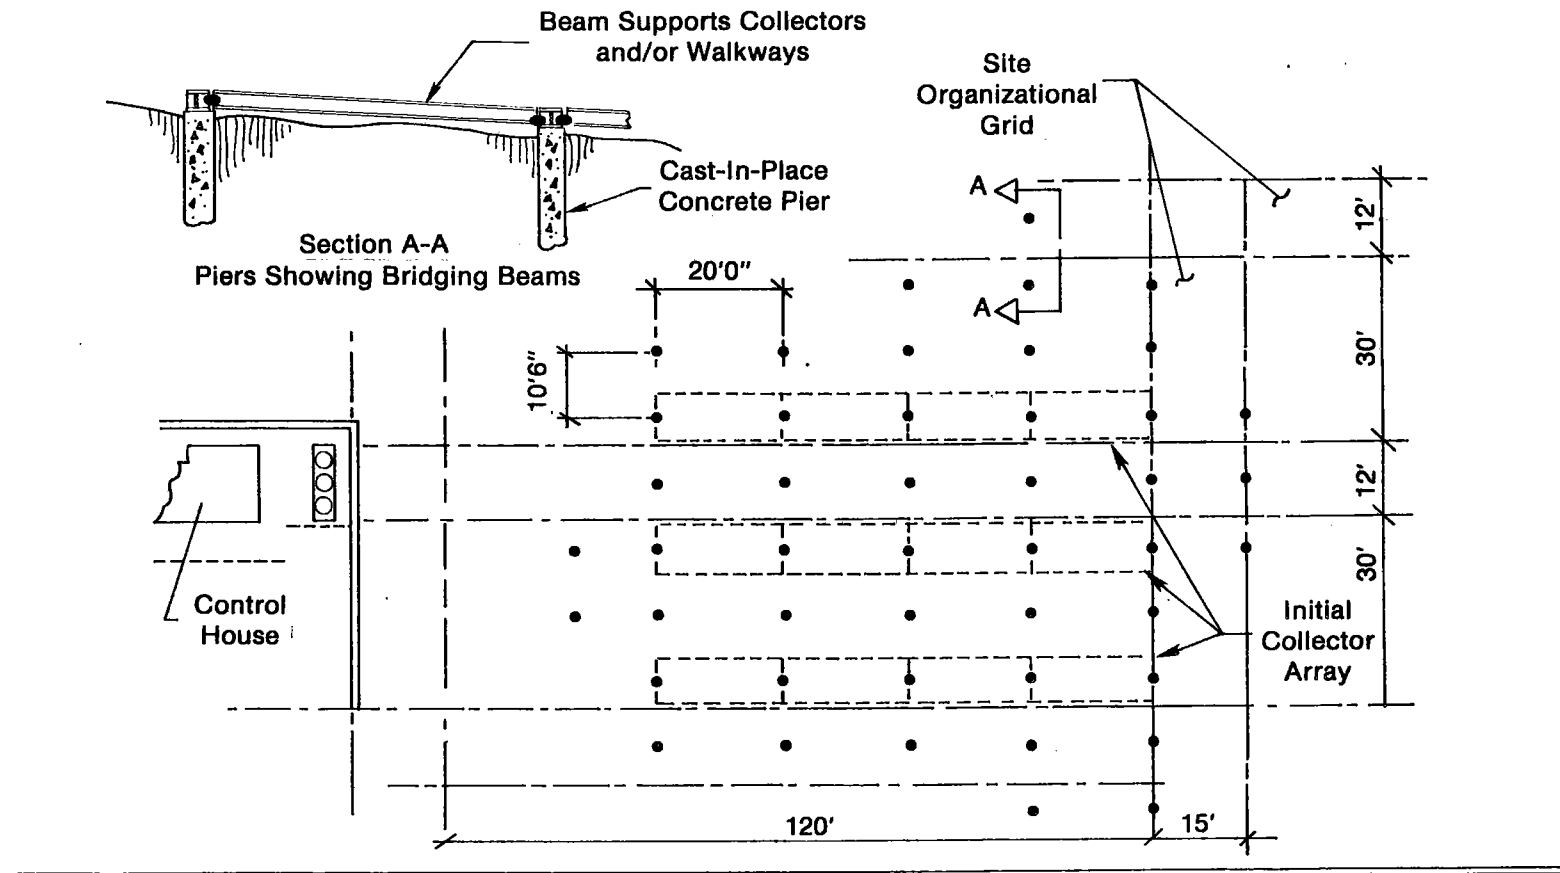 Beam Supports Collectors
and/or Walkways
Site
Organizational
Grid
Cast-In-Place
Concrete Pier
Section A-A
Piers Showing Bridging Beams
A
A
12'
20'0"
30'
10'6"
12'
30'
Control
House
Initial
Collector
Array
120'
15'